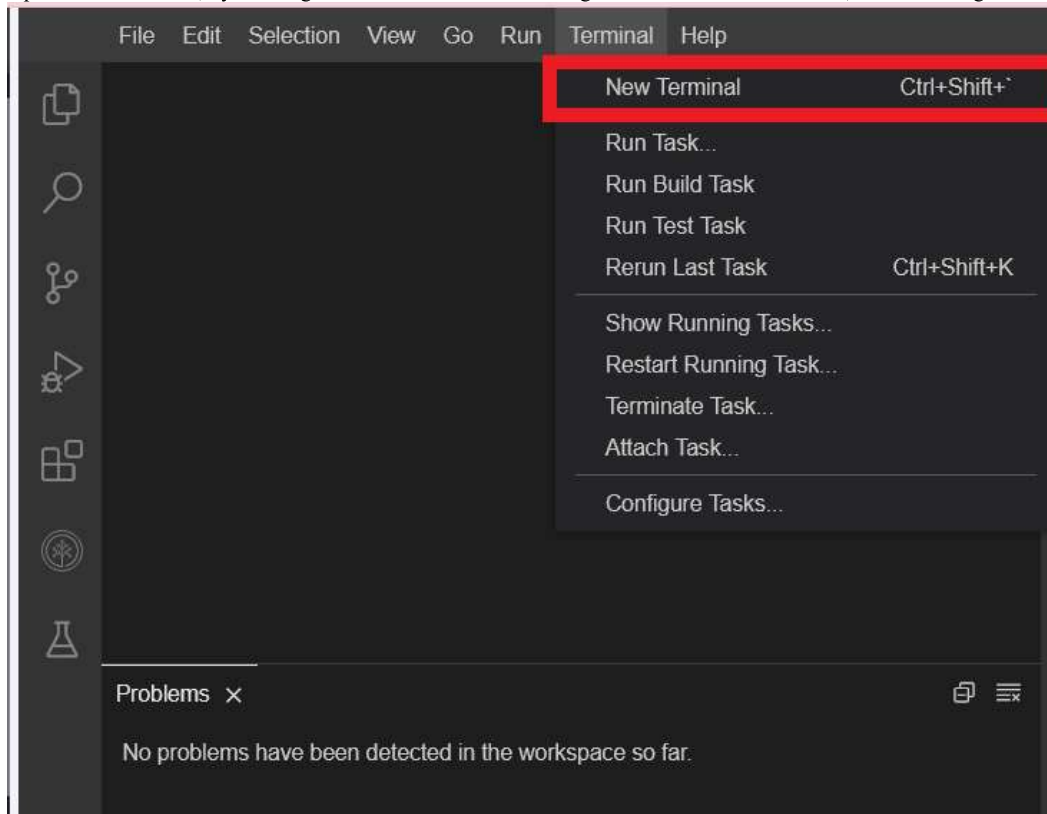 File Edit Selection View Go Run Terminal Help
New Terminal Ctrl+Shift+`
Run Task...
Run Build Task
Run Test Task
Rerun Last Task Ctrl+Shift+K
Show Running Tasks...
Restart Running Task...
Terminate Task...
Attach Task...
Configure Tasks...
Problems ×
No problems have been detected in the workspace so far.